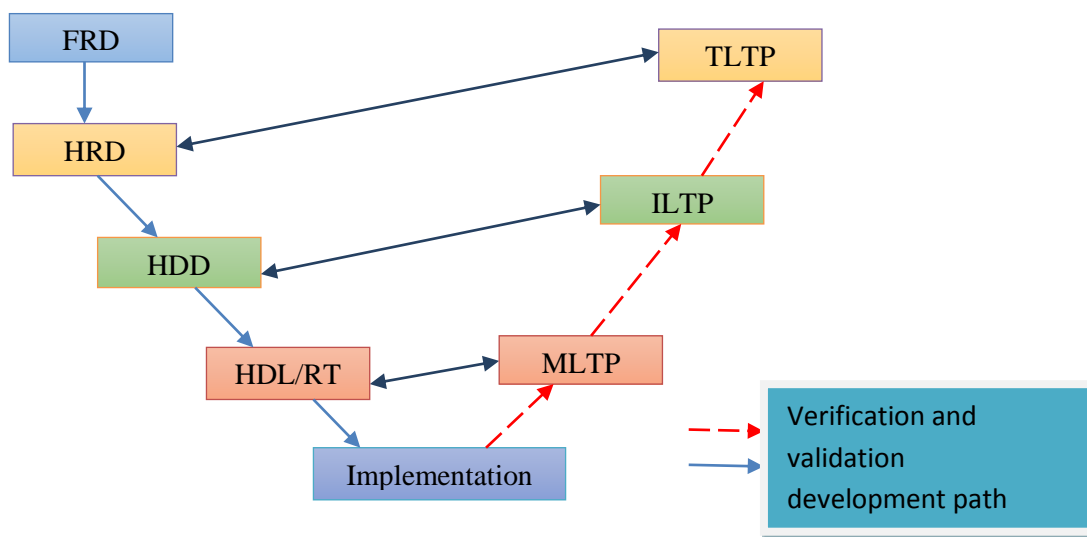 FRD
TLTP
HRD
ILTP
HDD
HDL/RT
MLTP
Implementation
Verification and
validation
development path